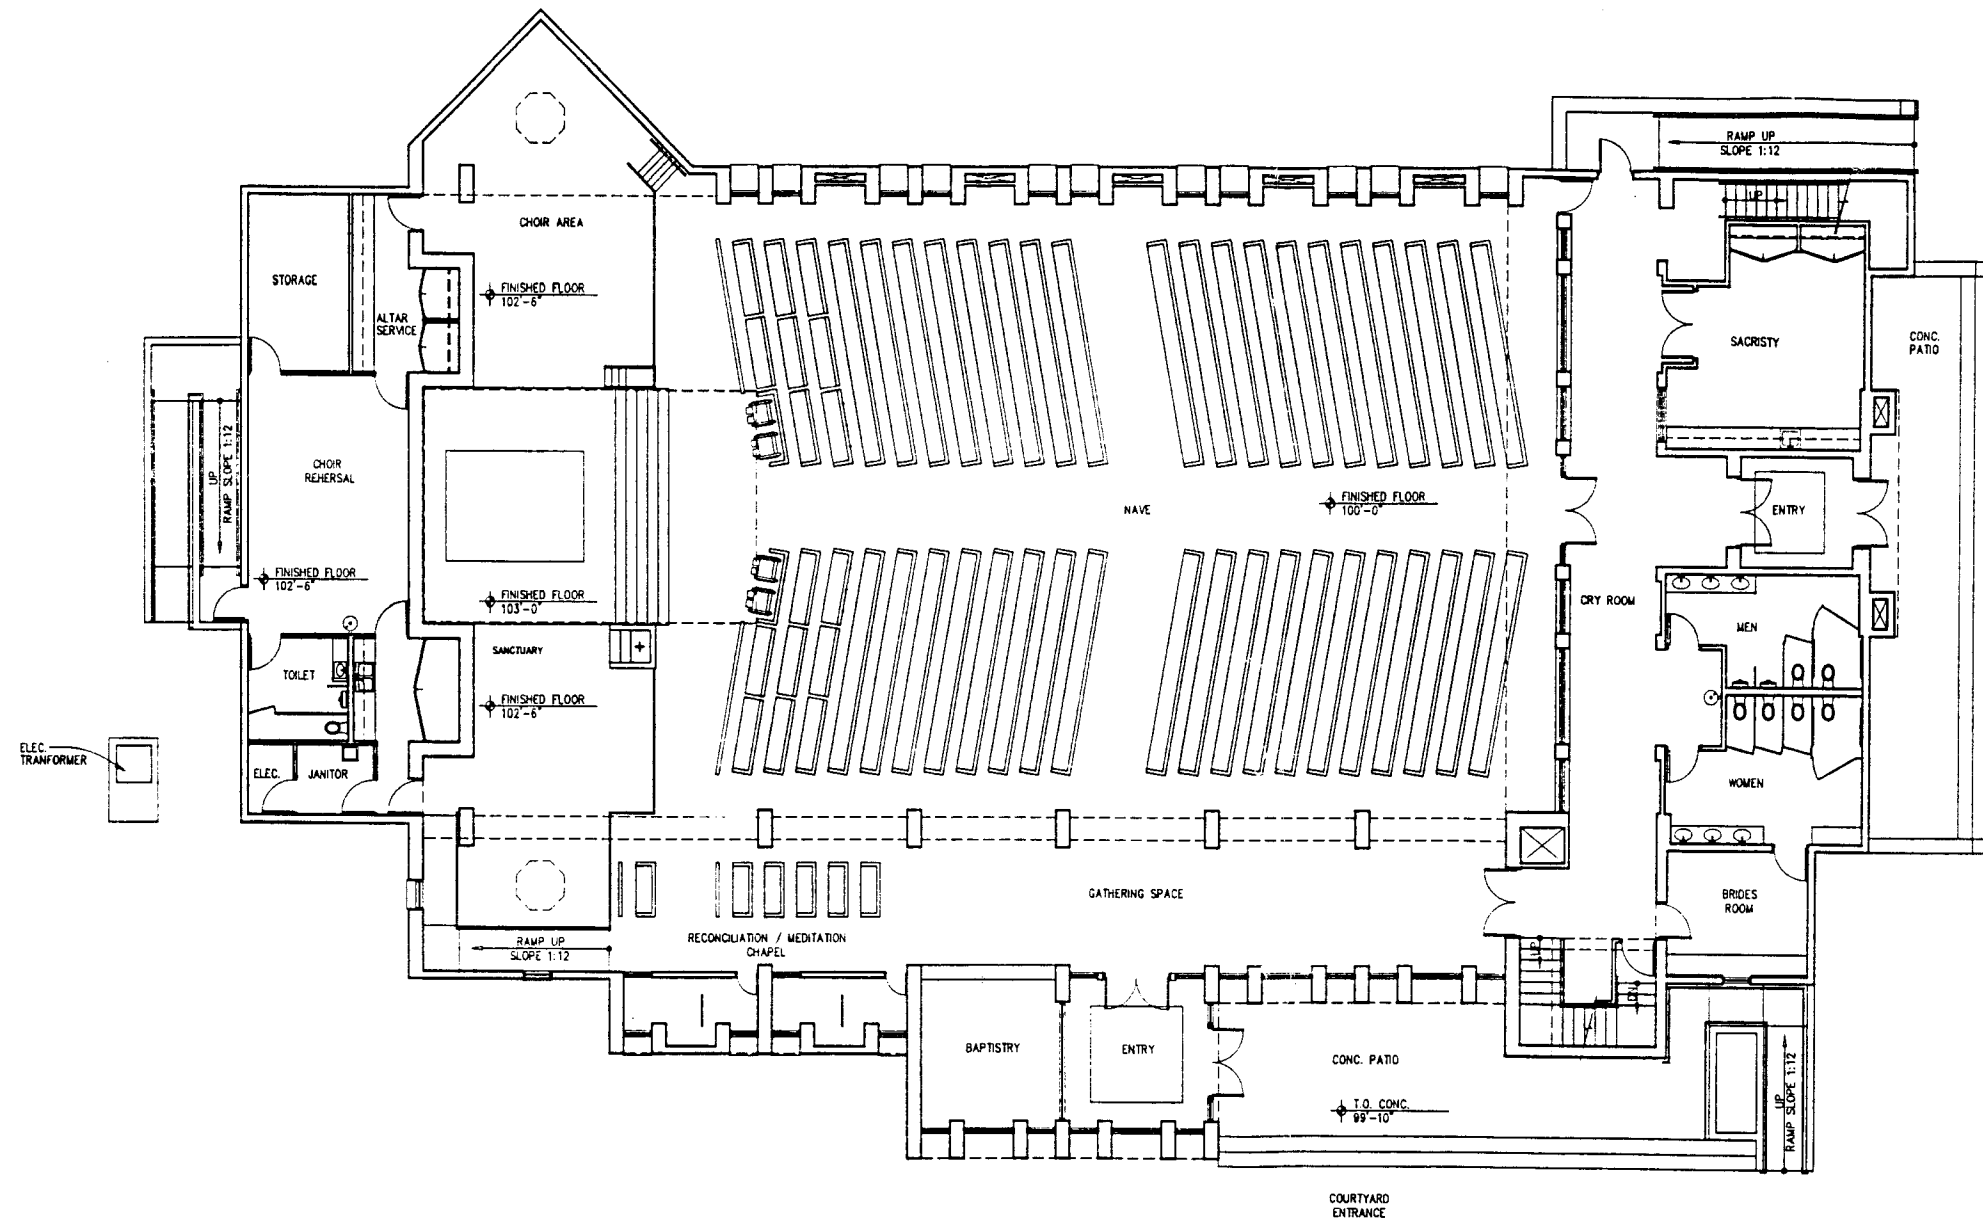 RAMP UP
SLOPE 1:12
UP
CHOIR AREA
STORAGE
FINISHED FLOOR
102'-6"
ALTAR
SERVICE
SACRISTY
CONC.
PATIO
UP
RAMP SLOPE 1:12
CHOIR
REHERSAL
NAVE
FINISHED FLOOR
100'-0"
ENTRY
FINISHED FLOOR
102'-6"
FINISHED FLOOR
103'-0"
CRY ROOM
MEN
SANCTUARY
TOILET
FINISHED FLOOR
102'-6"
ELEC.
TRANFORMER
ELEC.
JANITOR
WOMEN
GATHERING SPACE
BRIDES
ROOM
RAMP UP
SLOPE 1:12
RECONCILIATION / MEDITATION
CHAPEL
UP
DN
BAPTISTRY
ENTRY
CONC. PATIO
T.O. CONC.
99'-10"
UP
RAMP SLOPE 1:12
COURTYARD
ENTRANCE